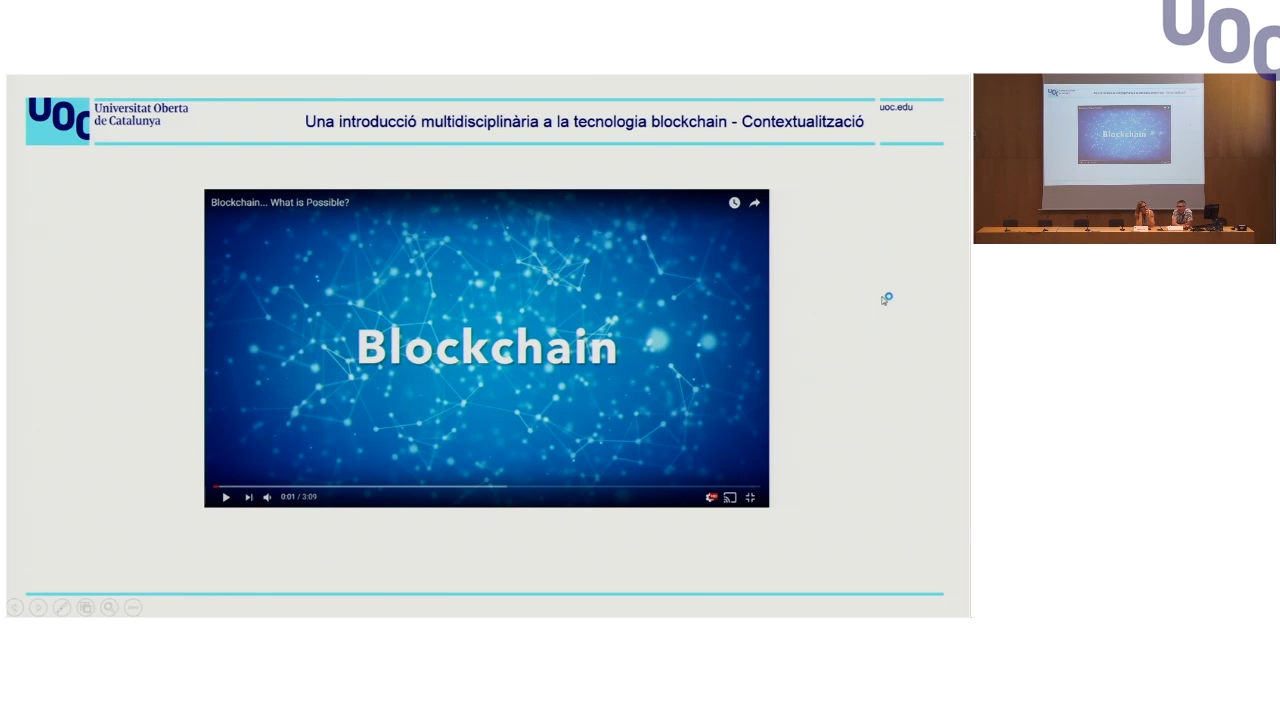 UOC
UOC
Universitat Oberta
de Catalunya
Una introducció multidisciplinària a la tecnologia blockchain - Contextualització
uoc.edu
Blockchain... What is Possible?
Blockchain
0:01 / 3:09
Blockchain